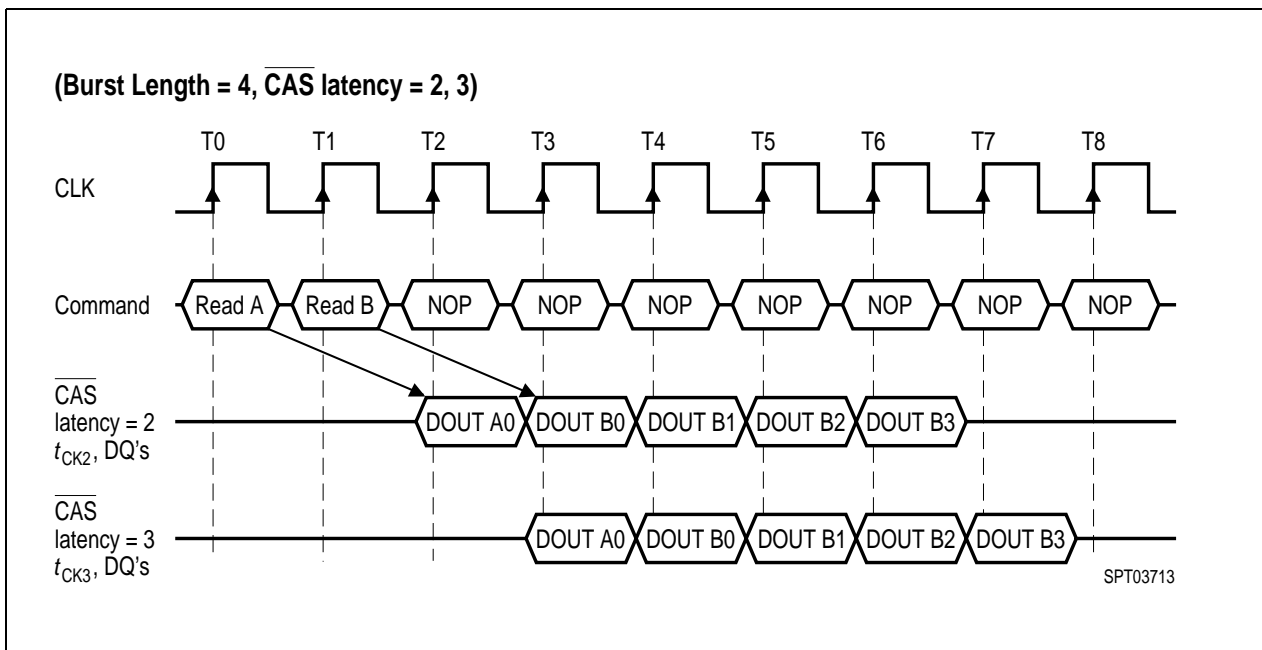 (Burst Length = 4, CAS latency = 2, 3)
T0 T1 T2 T3 T4 T5 T6 T7 T8
CLK
Command Read A Read B NOP NOP NOP NOP NOP NOP NOP
CAS
latency = 2
tCK2, DQ's
DOUT A0 DOUT B0 DOUT B1 DOUT B2 DOUT B3
CAS
latency = 3
tCK3, DQ's
DOUT A0 DOUT B0 DOUT B1 DOUT B2 DOUT B3
SPT03713